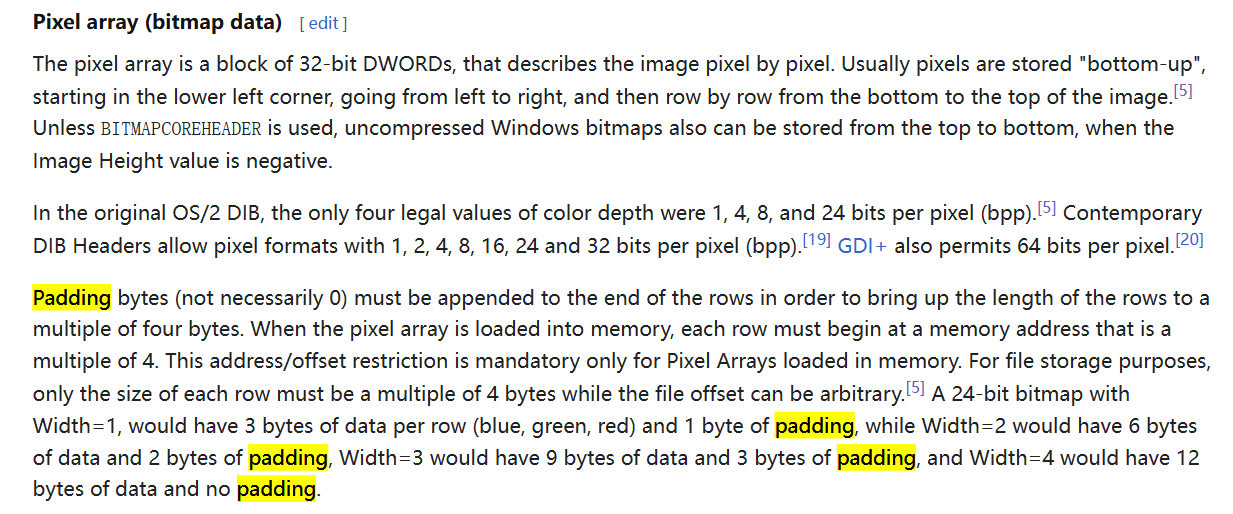 Pixel array (bitmap data) [ edit ]
The pixel array is a block of 32-bit DWORDs, that describes the image pixel by pixel. Usually pixels are stored "bottom-up",
starting in the lower left corner, going from left to right, and then row by row from the bottom to the top of the image.[5]
Unless BITMAPCOREHEADER is used, uncompressed Windows bitmaps also can be stored from the top to bottom, when the
Image Height value is negative.
In the original OS/2 DIB, the only four legal values of color depth were 1, 4, 8, and 24 bits per pixel (bpp).[5] Contemporary
DIB Headers allow pixel formats with 1, 2, 4, 8, 16, 24 and 32 bits per pixel (bpp).[19] GDI+ also permits 64 bits per pixel.[20]
Padding bytes (not necessarily 0) must be appended to the end of the rows in order to bring up the length of the rows to a
multiple of four bytes. When the pixel array is loaded into memory, each row must begin at a memory address that is a
multiple of 4. This address/offset restriction is mandatory only for Pixel Arrays loaded in memory. For file storage purposes,
only the size of each row must be a multiple of 4 bytes while the file offset can be arbitrary.[5] A 24-bit bitmap with
Width=1, would have 3 bytes of data per row (blue, green, red) and 1 byte of padding, while Width=2 would have 6 bytes
of data and 2 bytes of padding, Width=3 would have 9 bytes of data and 3 bytes of padding, and Width=4 would have 12
bytes of data and no padding.